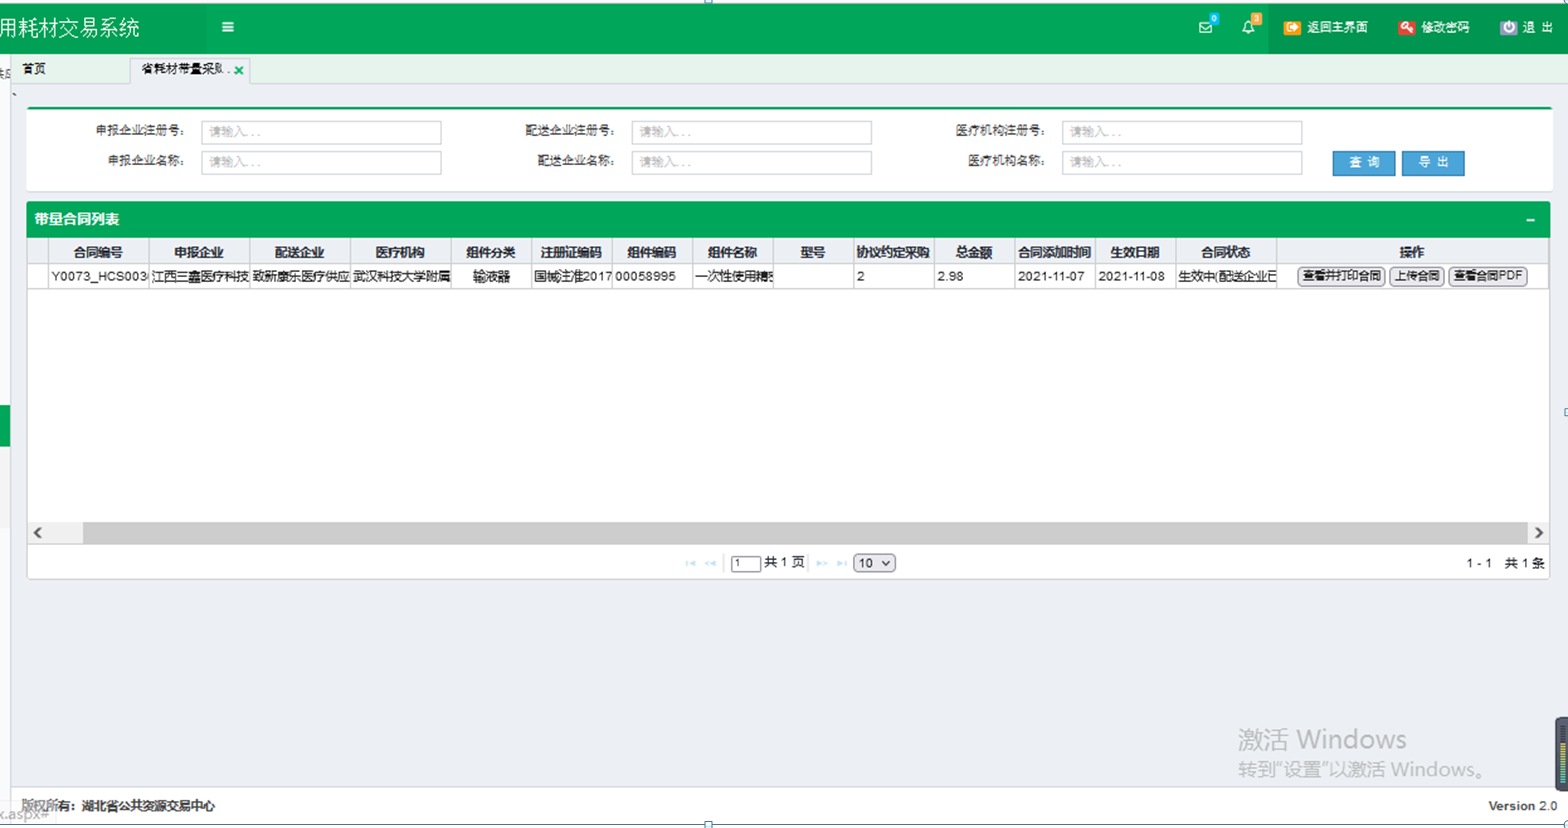 用耗材交易系统
0
3
返回主界面
修改密码
退 出
首页
省耗材带量采购.
申报企业注册号： 请输入...
配送企业注册号： 请输入...
医疗机构注册号： 请输入...
申报企业名称： 请输入...
配送企业名称： 请输入...
医疗机构名称： 请输入...
查 询
导 出
带量合同列表
合同编号 申报企业 配送企业 医疗机构 组件分类 注册证编码 组件编码 组件名称 型号 协议约定采购 总金额 合同添加时间 生效日期 合同状态 操作
Y0073_HCS003 江西三鑫医疗科技 致新康乐医疗供应 武汉科技大学附属 输液器 国械注准2017 00058995 一次性使用精密 2 2.98 2021-11-07 2021-11-08 生效中(配送企业已 查看并打印合同 上传合同 查看合同PDF
1 共 1 页 10
1 - 1 共 1 条
激活 Windows
转到"设置"以激活 Windows。
版权所有：湖北省公共资源交易中心
x.aspx#
Version 2.0